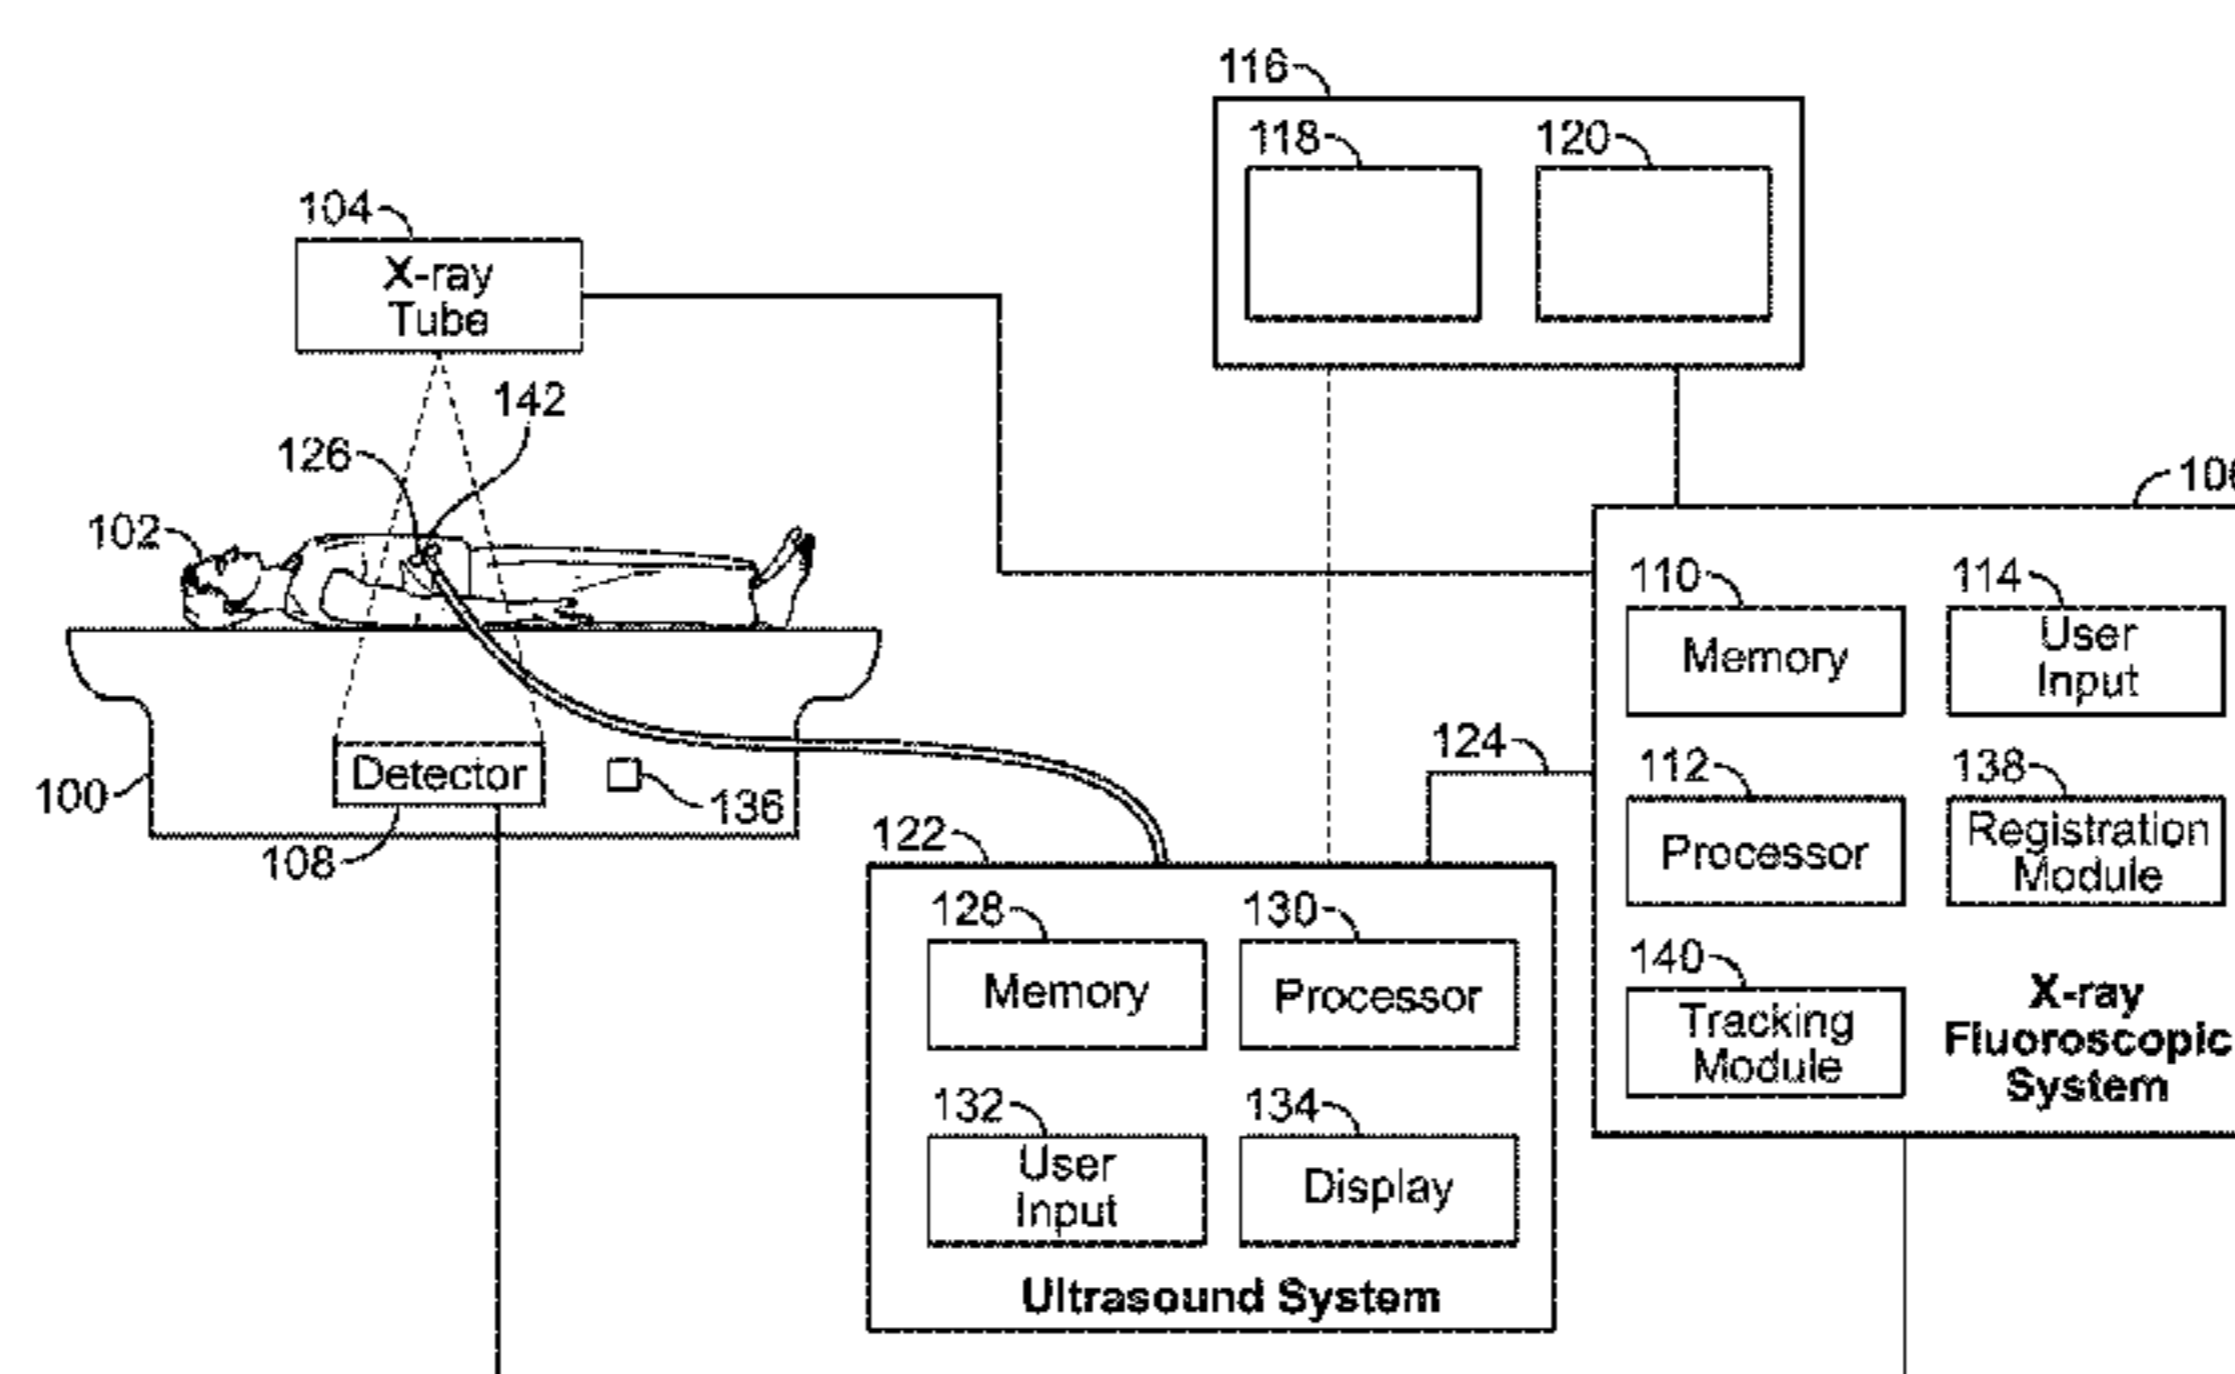 116
118
120
104
X-ray
Tube
142
126
102
110
114
Memory
User
Input
124
100
Detector
136
112
138
Processor
Registration
Module
108
122
128
130
Memory
Processor
140
Tracking
Module
X-ray
Fluoroscopic
System
132
134
User
Input
Display
Ultrasound System